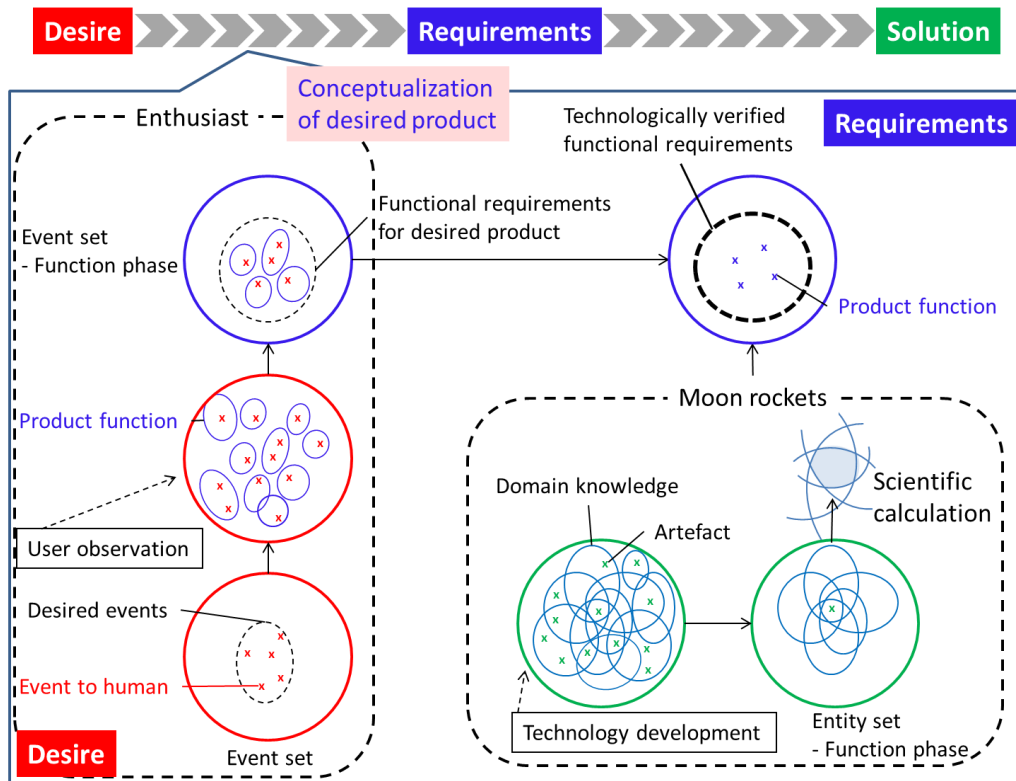 Desire
Requirements
Solution
Conceptualization
of desired product
Enthusiast
Technologically verified
functional requirements
Requirements
Functional requirements
for desired product
Event set
- Function phase
x
x
x
x
x
x
x
x
x
Product function
Product function
x
x
x
x
x
x
x
x
x
x
x
User observation
Moon rockets
Domain knowledge
Artefact
Scientific
calculation
x
x
x
x
x
x
x
x
x
x
x
Desired events
x
x
x
x
x
Event to human
Technology development
Entity set
- Function phase
Desire
Event set